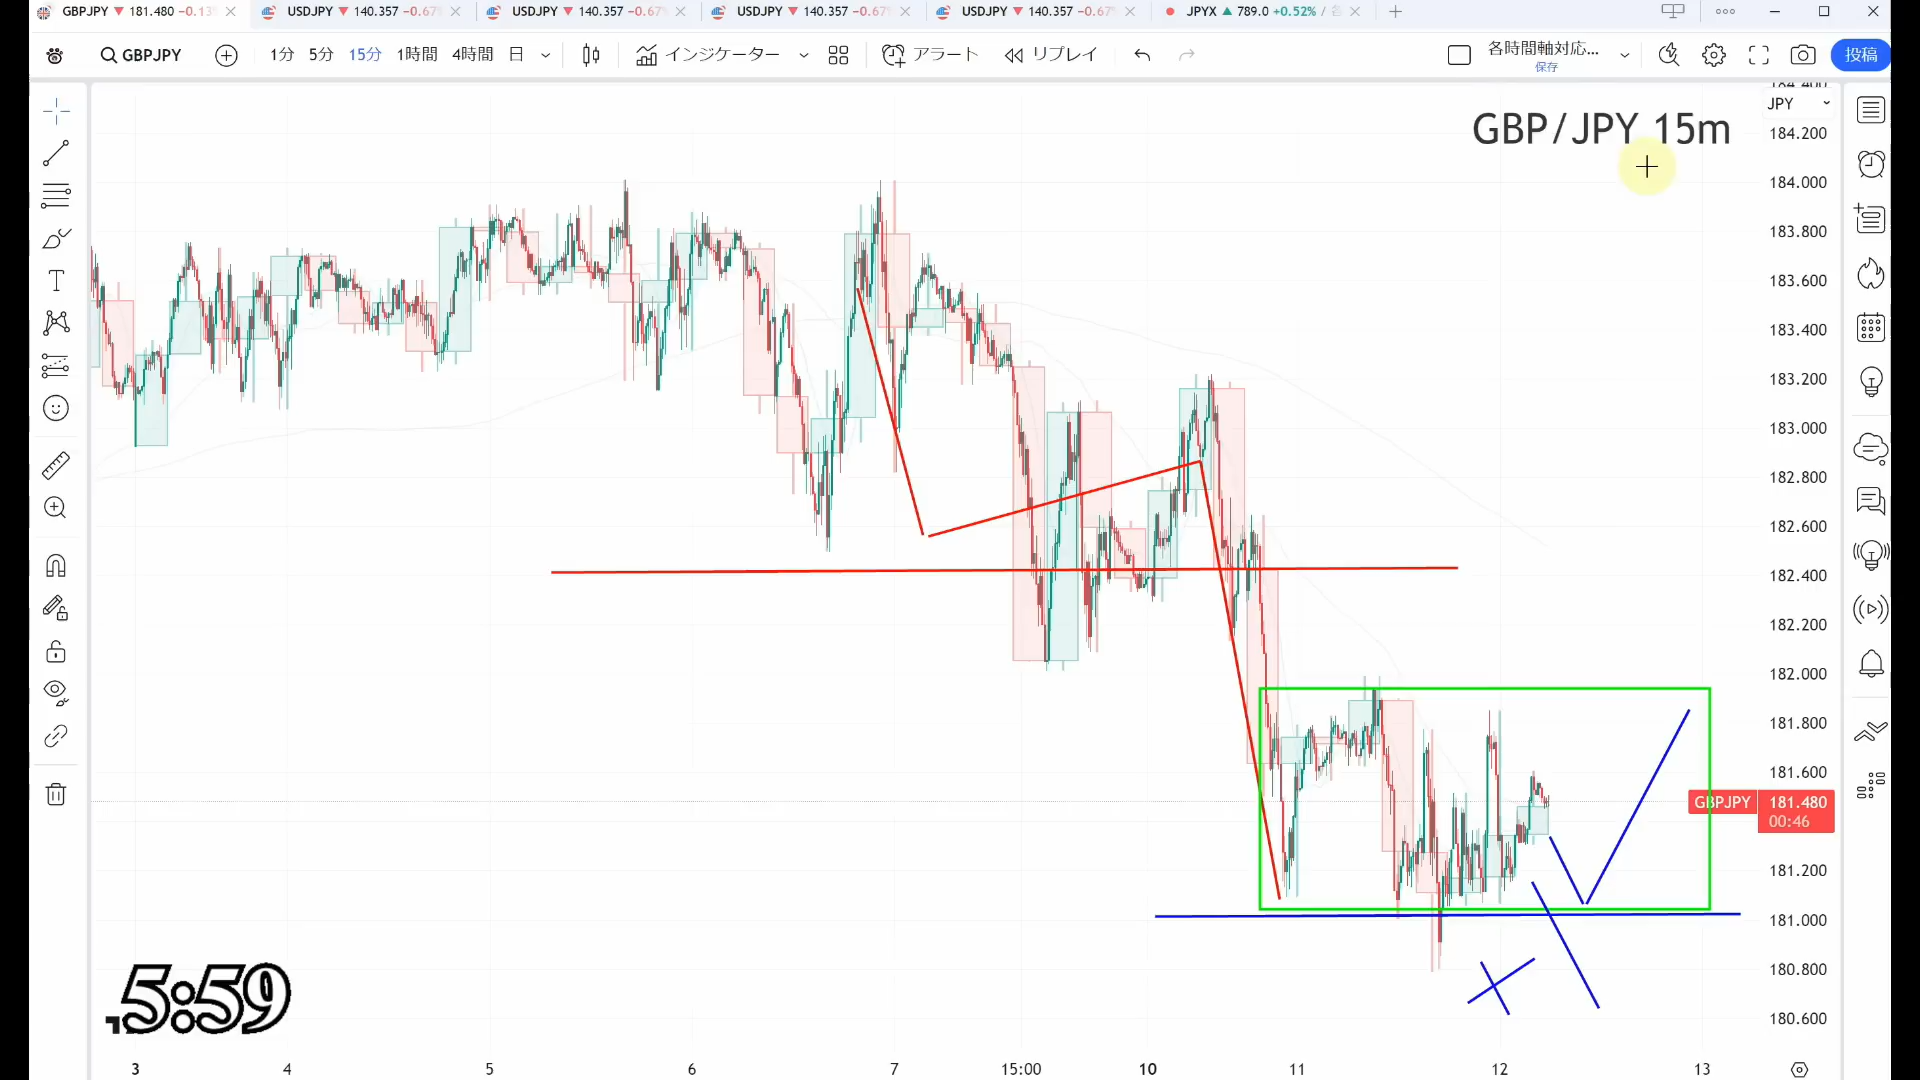 GBPJPY ▼ 181.480 −0.13
USDJPY ▼ 140.357 −0.67%
USDJPY ▼ 140.357 −0.67%
USDJPY ▼ 140.357 −0.67%
USDJPY ▼ 140.357 −0.67%
JPYX ▲ 789.0 +0.52% / 各
GBPJPY
1分 5分 15分 1時間 4時間 日
インジケーター
アラート
リプレイ
各時間軸対応...
保存
投稿
JPY
GBP/JPY 15m
184.400
184.200
184.000
183.800
183.600
183.400
183.200
183.000
182.800
182.600
182.400
182.200
182.000
181.800
181.600
GBPJPY 181.480
00:46
181.200
181.000
180.800
180.600
5:59
3 4 5 6 7 15:00 10 11 12 13